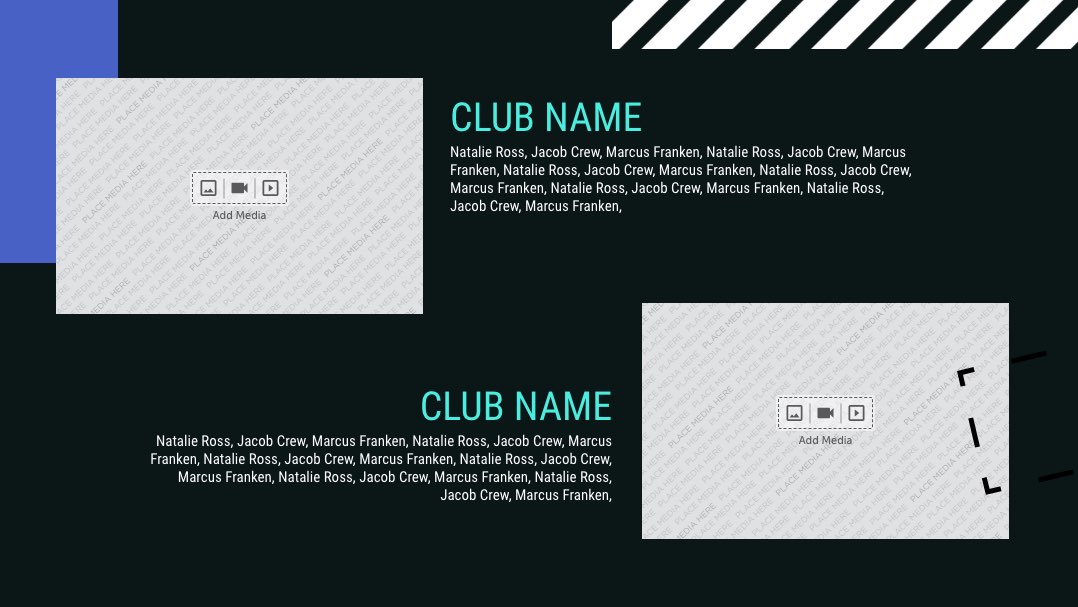 CLUB NAME
Natalie Ross, Jacob Crew, Marcus Franken, Natalie Ross, Jacob Crew, Marcus
Franken, Natalie Ross, Jacob Crew, Marcus Franken, Natalie Ross, Jacob Crew,
Marcus Franken, Natalie Ross, Jacob Crew, Marcus Franken, Natalie Ross,
Jacob Crew, Marcus Franken,
Add Media
PLACE MEDIA HERE
CLUB NAME
Natalie Ross, Jacob Crew, Marcus Franken, Natalie Ross, Jacob Crew, Marcus
Franken, Natalie Ross, Jacob Crew, Marcus Franken, Natalie Ross, Jacob Crew,
Marcus Franken, Natalie Ross, Jacob Crew, Marcus Franken, Natalie Ross,
Jacob Crew, Marcus Franken,
Add Media
PLACE MEDIA HERE